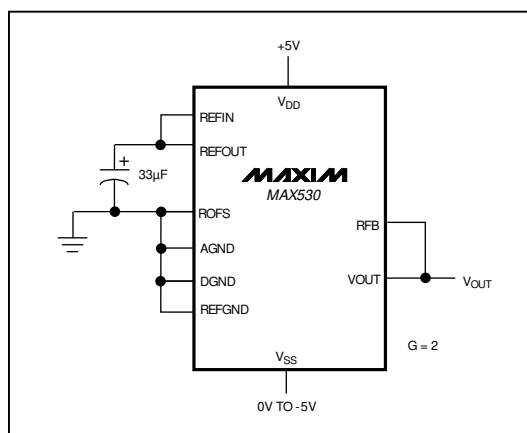 +5V
VDD
REFIN
REFOUT
+
33µF
MAXIM
MAX530
ROFS
RFB
AGND
DGND
VOUT
VOUT
REFGND
G = 2
VSS
0V TO -5V